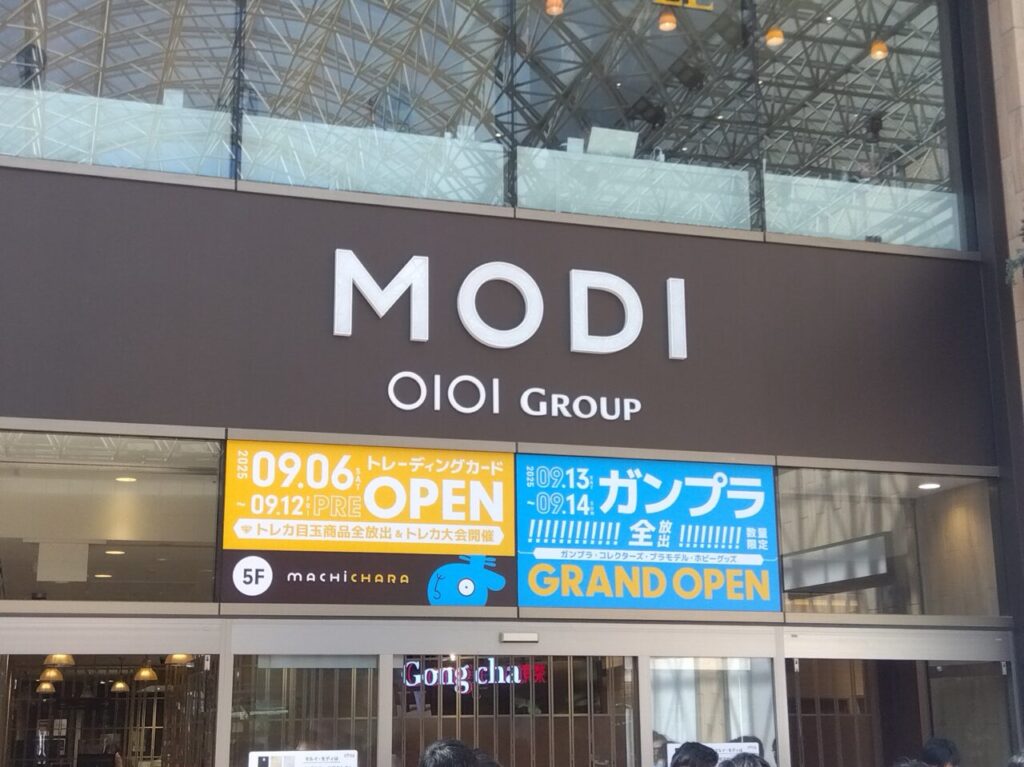 MODI
OIOI GROUP
2025 09.06 SAT
~ 09.12 FRI PRE
トレーディングカード
OPEN
トレカ目玉商品全放出&トレカ大会開催
5F MACHICHARA
2025 09.13
~09.14
ガンプラ
!!!!!!!!!!! 全放出 !!!!!!!!!!! 数量限定
ガンプラ・コレクターズ・プラモデル・ホビーグッズ
GRAND OPEN
Gong cha 貢茶